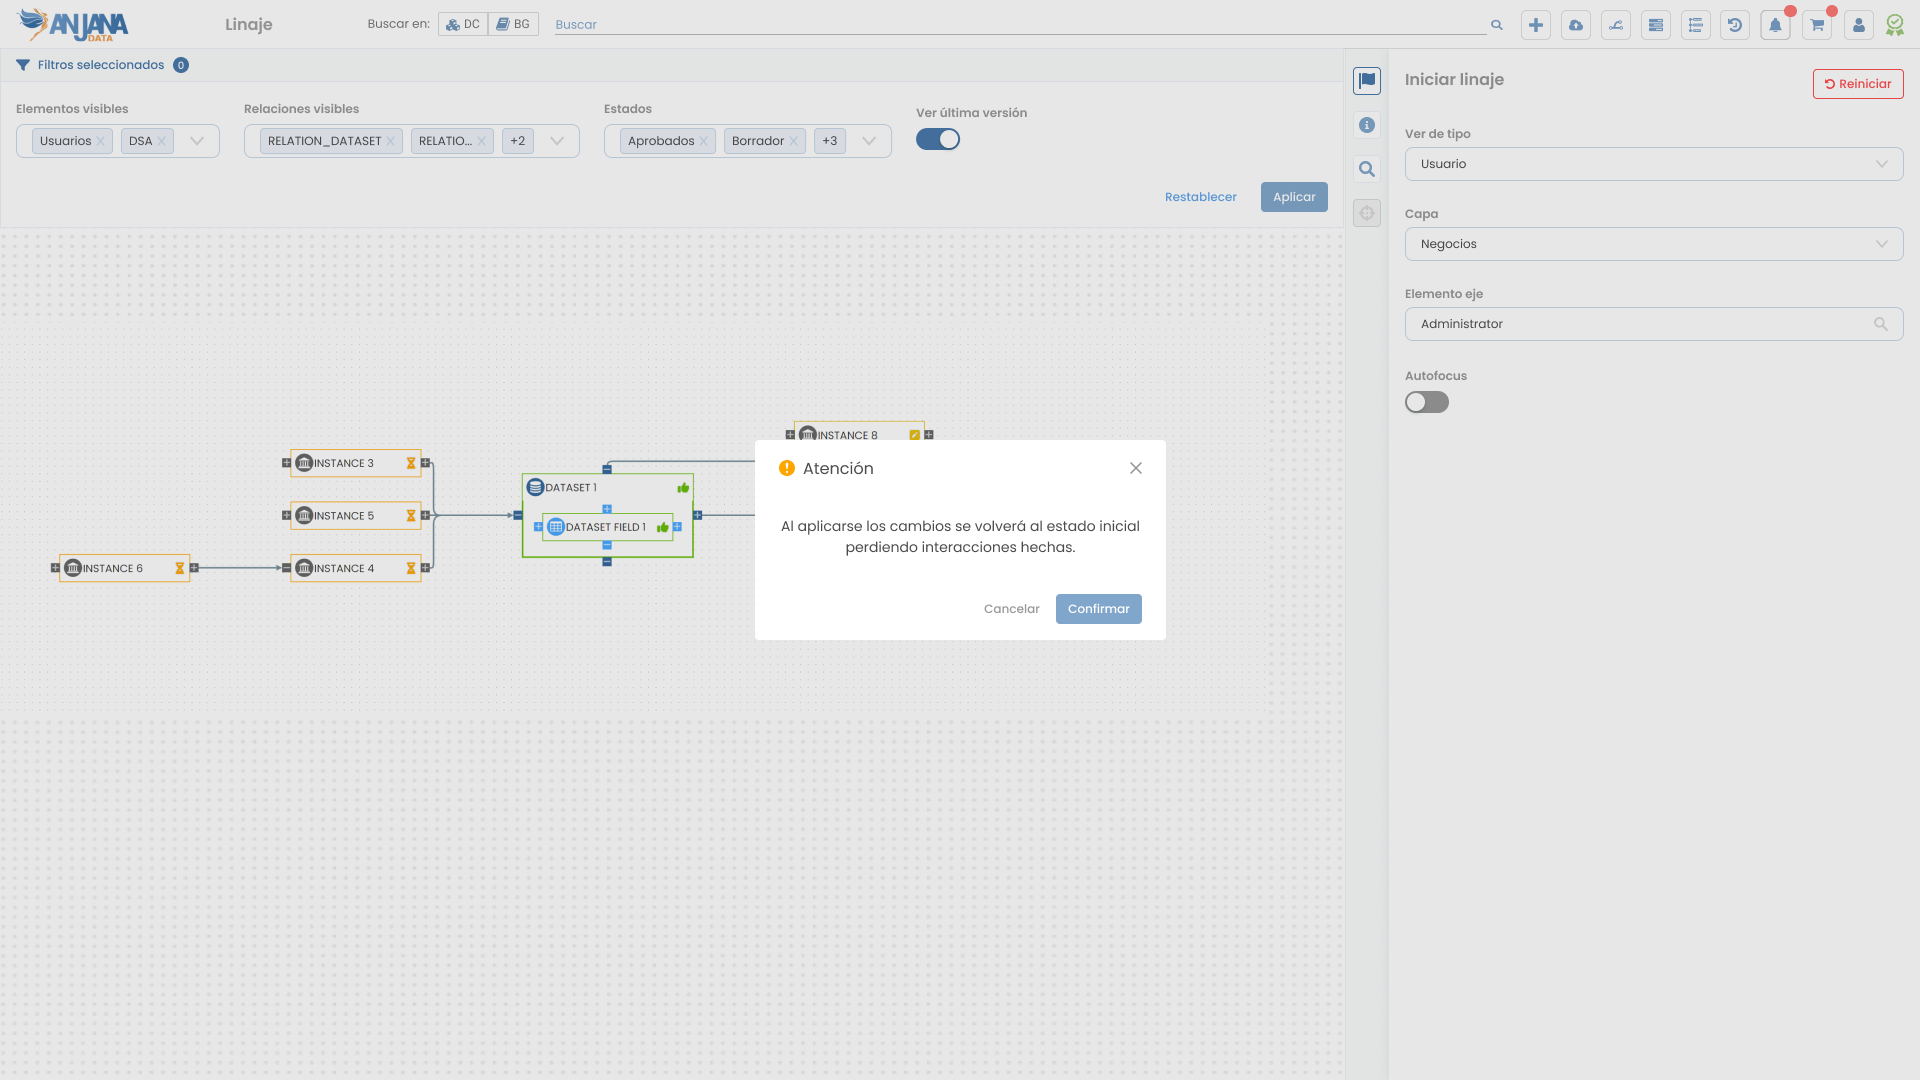 ANJANA
DATA
Linaje
Buscar en:
DC
BG
Buscar
Filtros seleccionados 0
Elementos visibles
Usuarios
DSA
Relaciones visibles
RELATION_DATASET
RELATIO...
+2
Estados
Aprobados
Borrador
+3
Ver última versión
Restablecer
Aplicar
Iniciar linaje
Reiniciar
Ver de tipo
Usuario
Capa
Negocios
Elemento eje
Administrator
Autofocus
INSTANCE 8
INSTANCE 3
DATASET 1
INSTANCE 5
DATASET FIELD 1
INSTANCE 6
INSTANCE 4
Atención
Al aplicarse los cambios se volverá al estado inicial
perdiendo interacciones hechas.
Cancelar
Confirmar